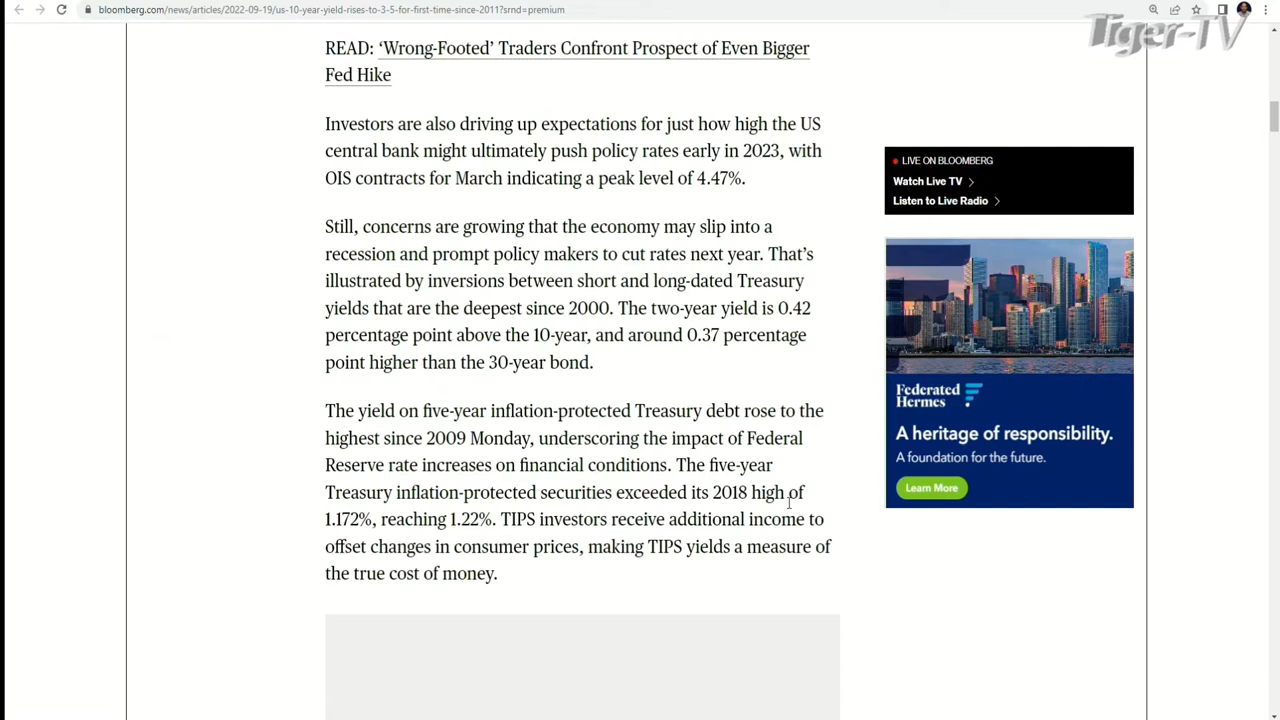 bloomberg.com/news/articles/2022-09-19/us-10-year-yield-rises-to-3-5-for-first-time-since-2011?srnd=premium
Tiger-TV
READ: ‘Wrong-Footed’ Traders Confront Prospect of Even Bigger
Fed Hike
Investors are also driving up expectations for just how high the US
central bank might ultimately push policy rates early in 2023, with
OIS contracts for March indicating a peak level of 4.47%.
Still, concerns are growing that the economy may slip into a
recession and prompt policy makers to cut rates next year. That’s
illustrated by inversions between short and long-dated Treasury
yields that are the deepest since 2000. The two-year yield is 0.42
percentage point above the 10-year, and around 0.37 percentage
point higher than the 30-year bond.
The yield on five-year inflation-protected Treasury debt rose to the
highest since 2009 Monday, underscoring the impact of Federal
Reserve rate increases on financial conditions. The five-year
Treasury inflation-protected securities exceeded its 2018 high of
1.172%, reaching 1.22%. TIPS investors receive additional income to
offset changes in consumer prices, making TIPS yields a measure of
the true cost of money.
LIVE ON BLOOMBERG
Watch Live TV
Listen to Live Radio
Federated
Hermes
A heritage of responsibility.
A foundation for the future.
Learn More